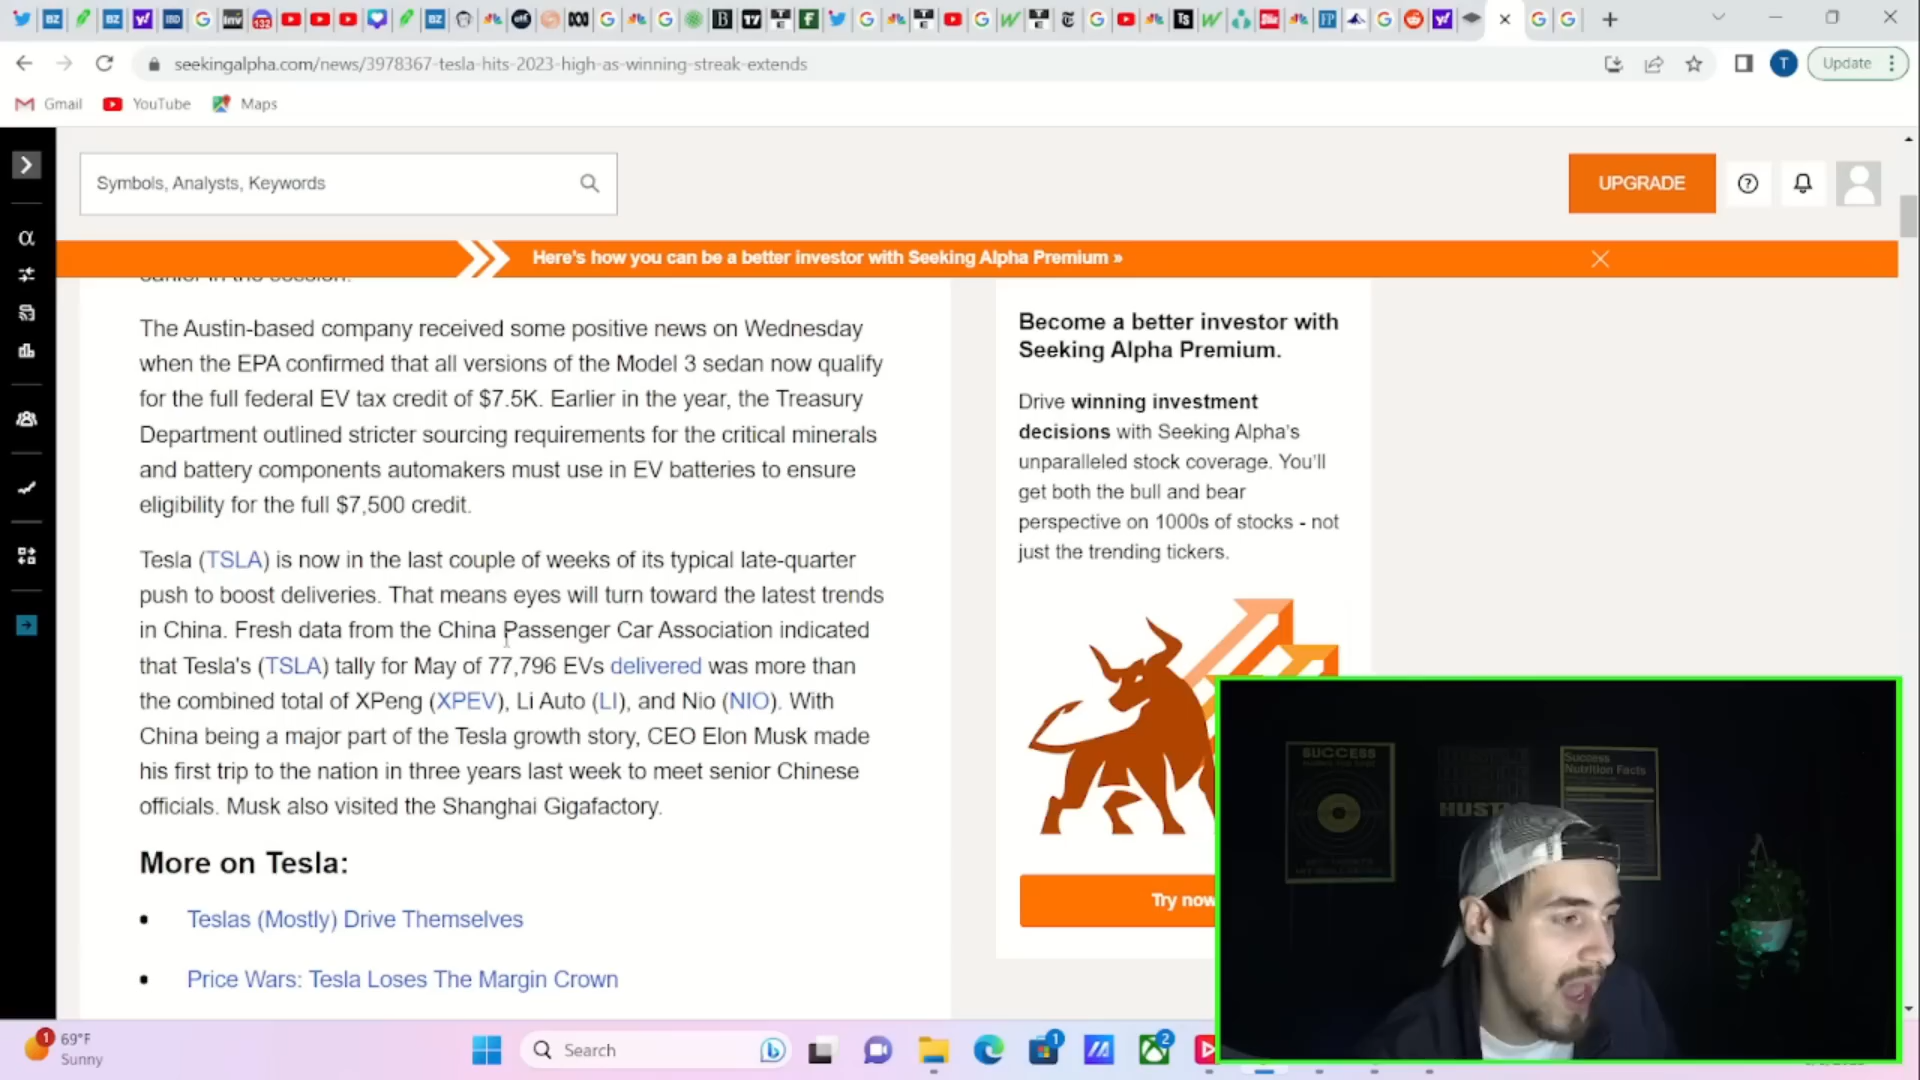 seekingalpha.com/news/3978367-tesla-hits-2023-high-as-winning-streak-extends
T
Update
Gmail
YouTube
Maps
Symbols, Analysts, Keywords
UPGRADE
Here's how you can be a better investor with Seeking Alpha Premium »
earlier in the session.
The Austin-based company received some positive news on Wednesday
when the EPA confirmed that all versions of the Model 3 sedan now qualify
for the full federal EV tax credit of $7.5K. Earlier in the year, the Treasury
Department outlined stricter sourcing requirements for the critical minerals
and battery components automakers must use in EV batteries to ensure
eligibility for the full $7,500 credit.
Tesla (TSLA) is now in the last couple of weeks of its typical late-quarter
push to boost deliveries. That means eyes will turn toward the latest trends
in China. Fresh data from the China Passenger Car Association indicated
that Tesla's (TSLA) tally for May of 77,796 EVs delivered was more than
the combined total of XPeng (XPEV), Li Auto (LI), and Nio (NIO). With
China being a major part of the Tesla growth story, CEO Elon Musk made
his first trip to the nation in three years last week to meet senior Chinese
officials. Musk also visited the Shanghai Gigafactory.
More on Tesla:
• Teslas (Mostly) Drive Themselves
• Price Wars: Tesla Loses The Margin Crown
Become a better investor with
Seeking Alpha Premium.
Drive winning investment
decisions with Seeking Alpha's
unparalleled stock coverage. You'll
get both the bull and bear
perspective on 1000s of stocks - not
just the trending tickers.
Try now
SUCCESS
HUST
Success
Nutrition Facts
1
69°F
Sunny
Search
1
2